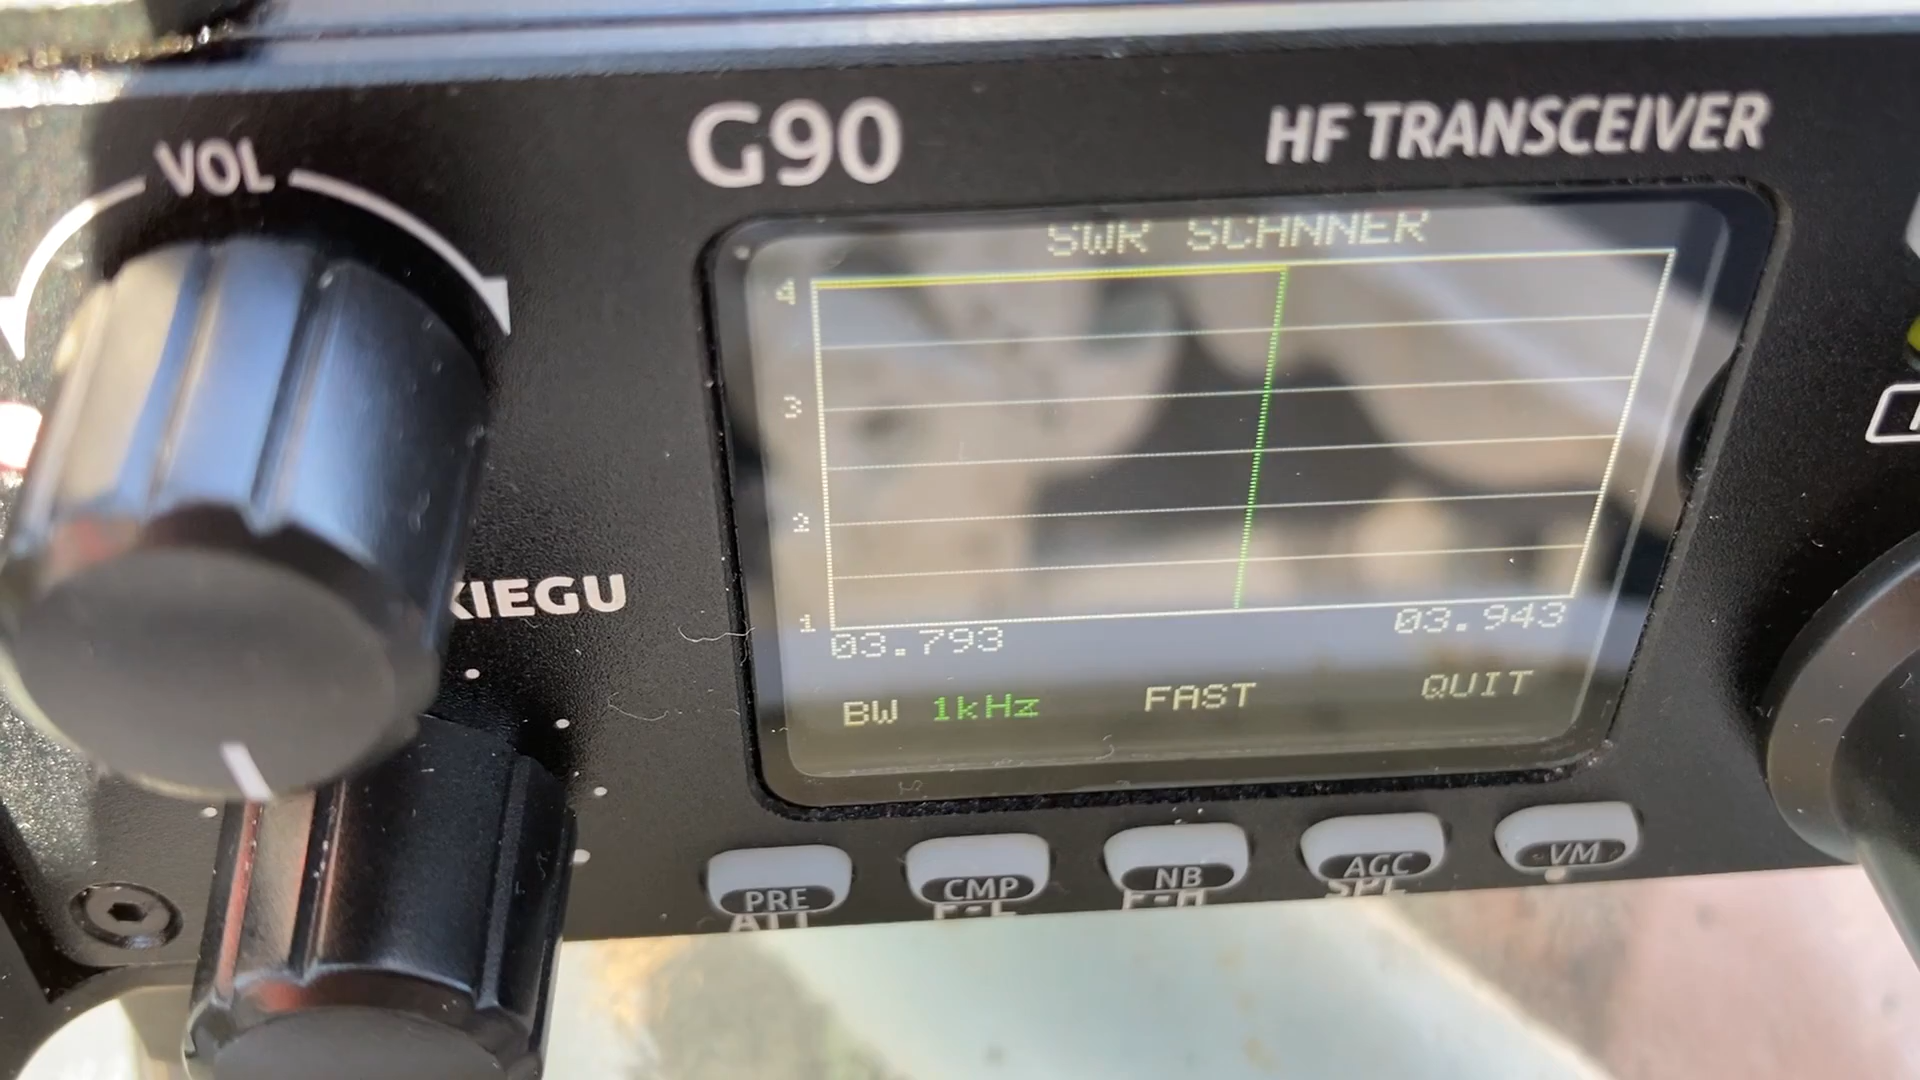 VOL
G90
HF TRANSCEIVER
SWR SCANNER
4
3
2
1
03.793
03.943
BW 1kHz
FAST
QUIT
XIEGU
PRE
CMP
NB
AGC
VM
ATT
F-L
F-H
SPL